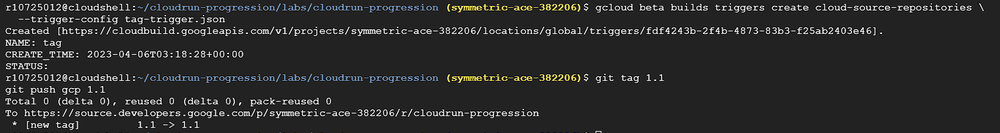 r10725012@cloudshell:~/cloudrun-progression/labs/cloudrun-progression (symmetric-ace-382206)$ gcloud beta builds triggers create cloud-source-repositories \
  --trigger-config tag-trigger.json
Created [https://cloudbuild.googleapis.com/v1/projects/symmetric-ace-382206/locations/global/triggers/fdf4243b-2f4b-4873-83b3-f25ab2403e46].
NAME: tag
CREATE_TIME: 2023-04-06T03:18:28+00:00
STATUS:
r10725012@cloudshell:~/cloudrun-progression/labs/cloudrun-progression (symmetric-ace-382206)$ git tag 1.1
git push gcp 1.1
Total 0 (delta 0), reused 0 (delta 0), pack-reused 0
To https://source.developers.google.com/p/symmetric-ace-382206/r/cloudrun-progression
 * [new tag]         1.1 -> 1.1